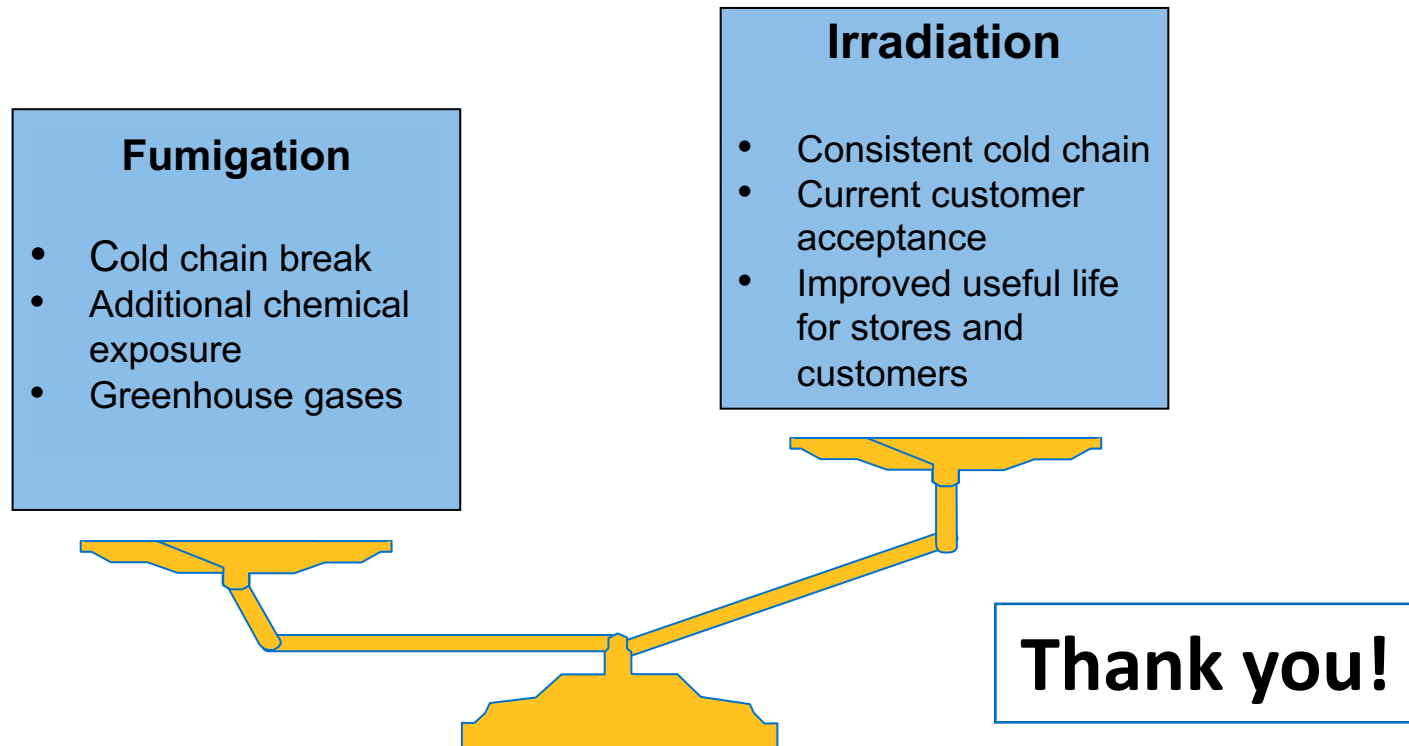 Fumigation
• Cold chain break
• Additional chemical
exposure
• Greenhouse gases
Irradiation
• Consistent cold chain
• Current customer
acceptance
• Improved useful life
for stores and
customers
Thank you!